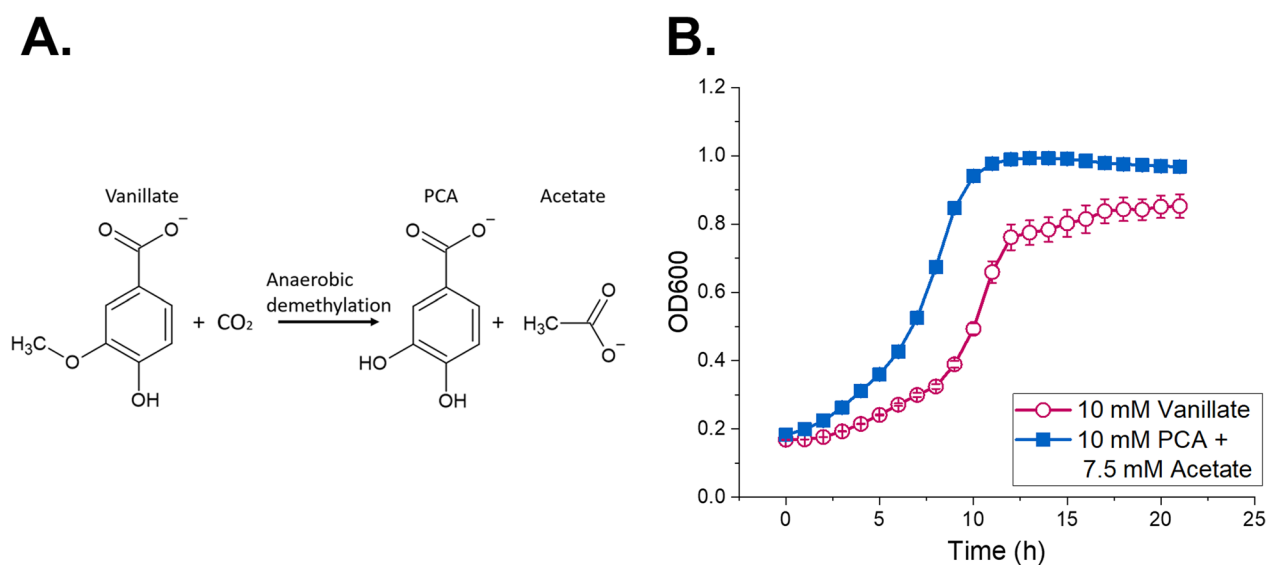 A.
Vanillate
O
O⁻
H₃C
O
OH
+ CO₂
Anaerobic
demethylation
PCA
O
O⁻
HO
OH
+
Acetate
H₃C
O
O⁻
B.
OD600
1.2
1.0
0.8
0.6
0.4
0.2
0.0
10 mM Vanillate
10 mM PCA +
7.5 mM Acetate
0 5 10 15 20 25
Time (h)